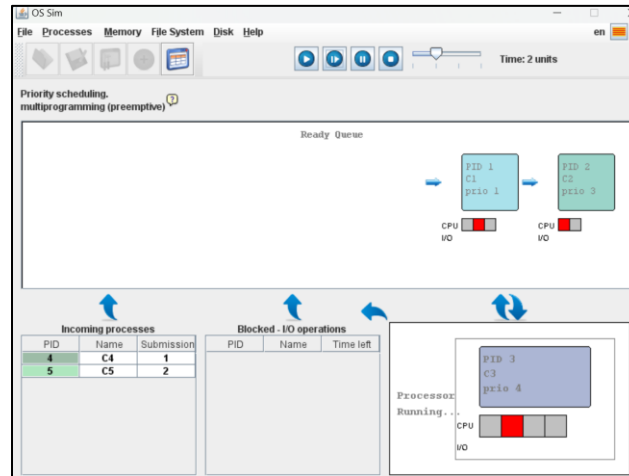 OS Sim
File Processes Memory File System Disk Help en
Time: 2 units
Priority scheduling.
multiprogramming (preemptive)
Ready Queue
PID 1
C1
prio 1
CPU
I/O
PID 2
C2
prio 3
CPU
I/O
Incoming processes
PID Name Submission
4 C4 1
5 C5 2
Blocked - I/O operations
PID Name Time left
Processor
Running...
PID 3
C3
prio 4
CPU
I/O